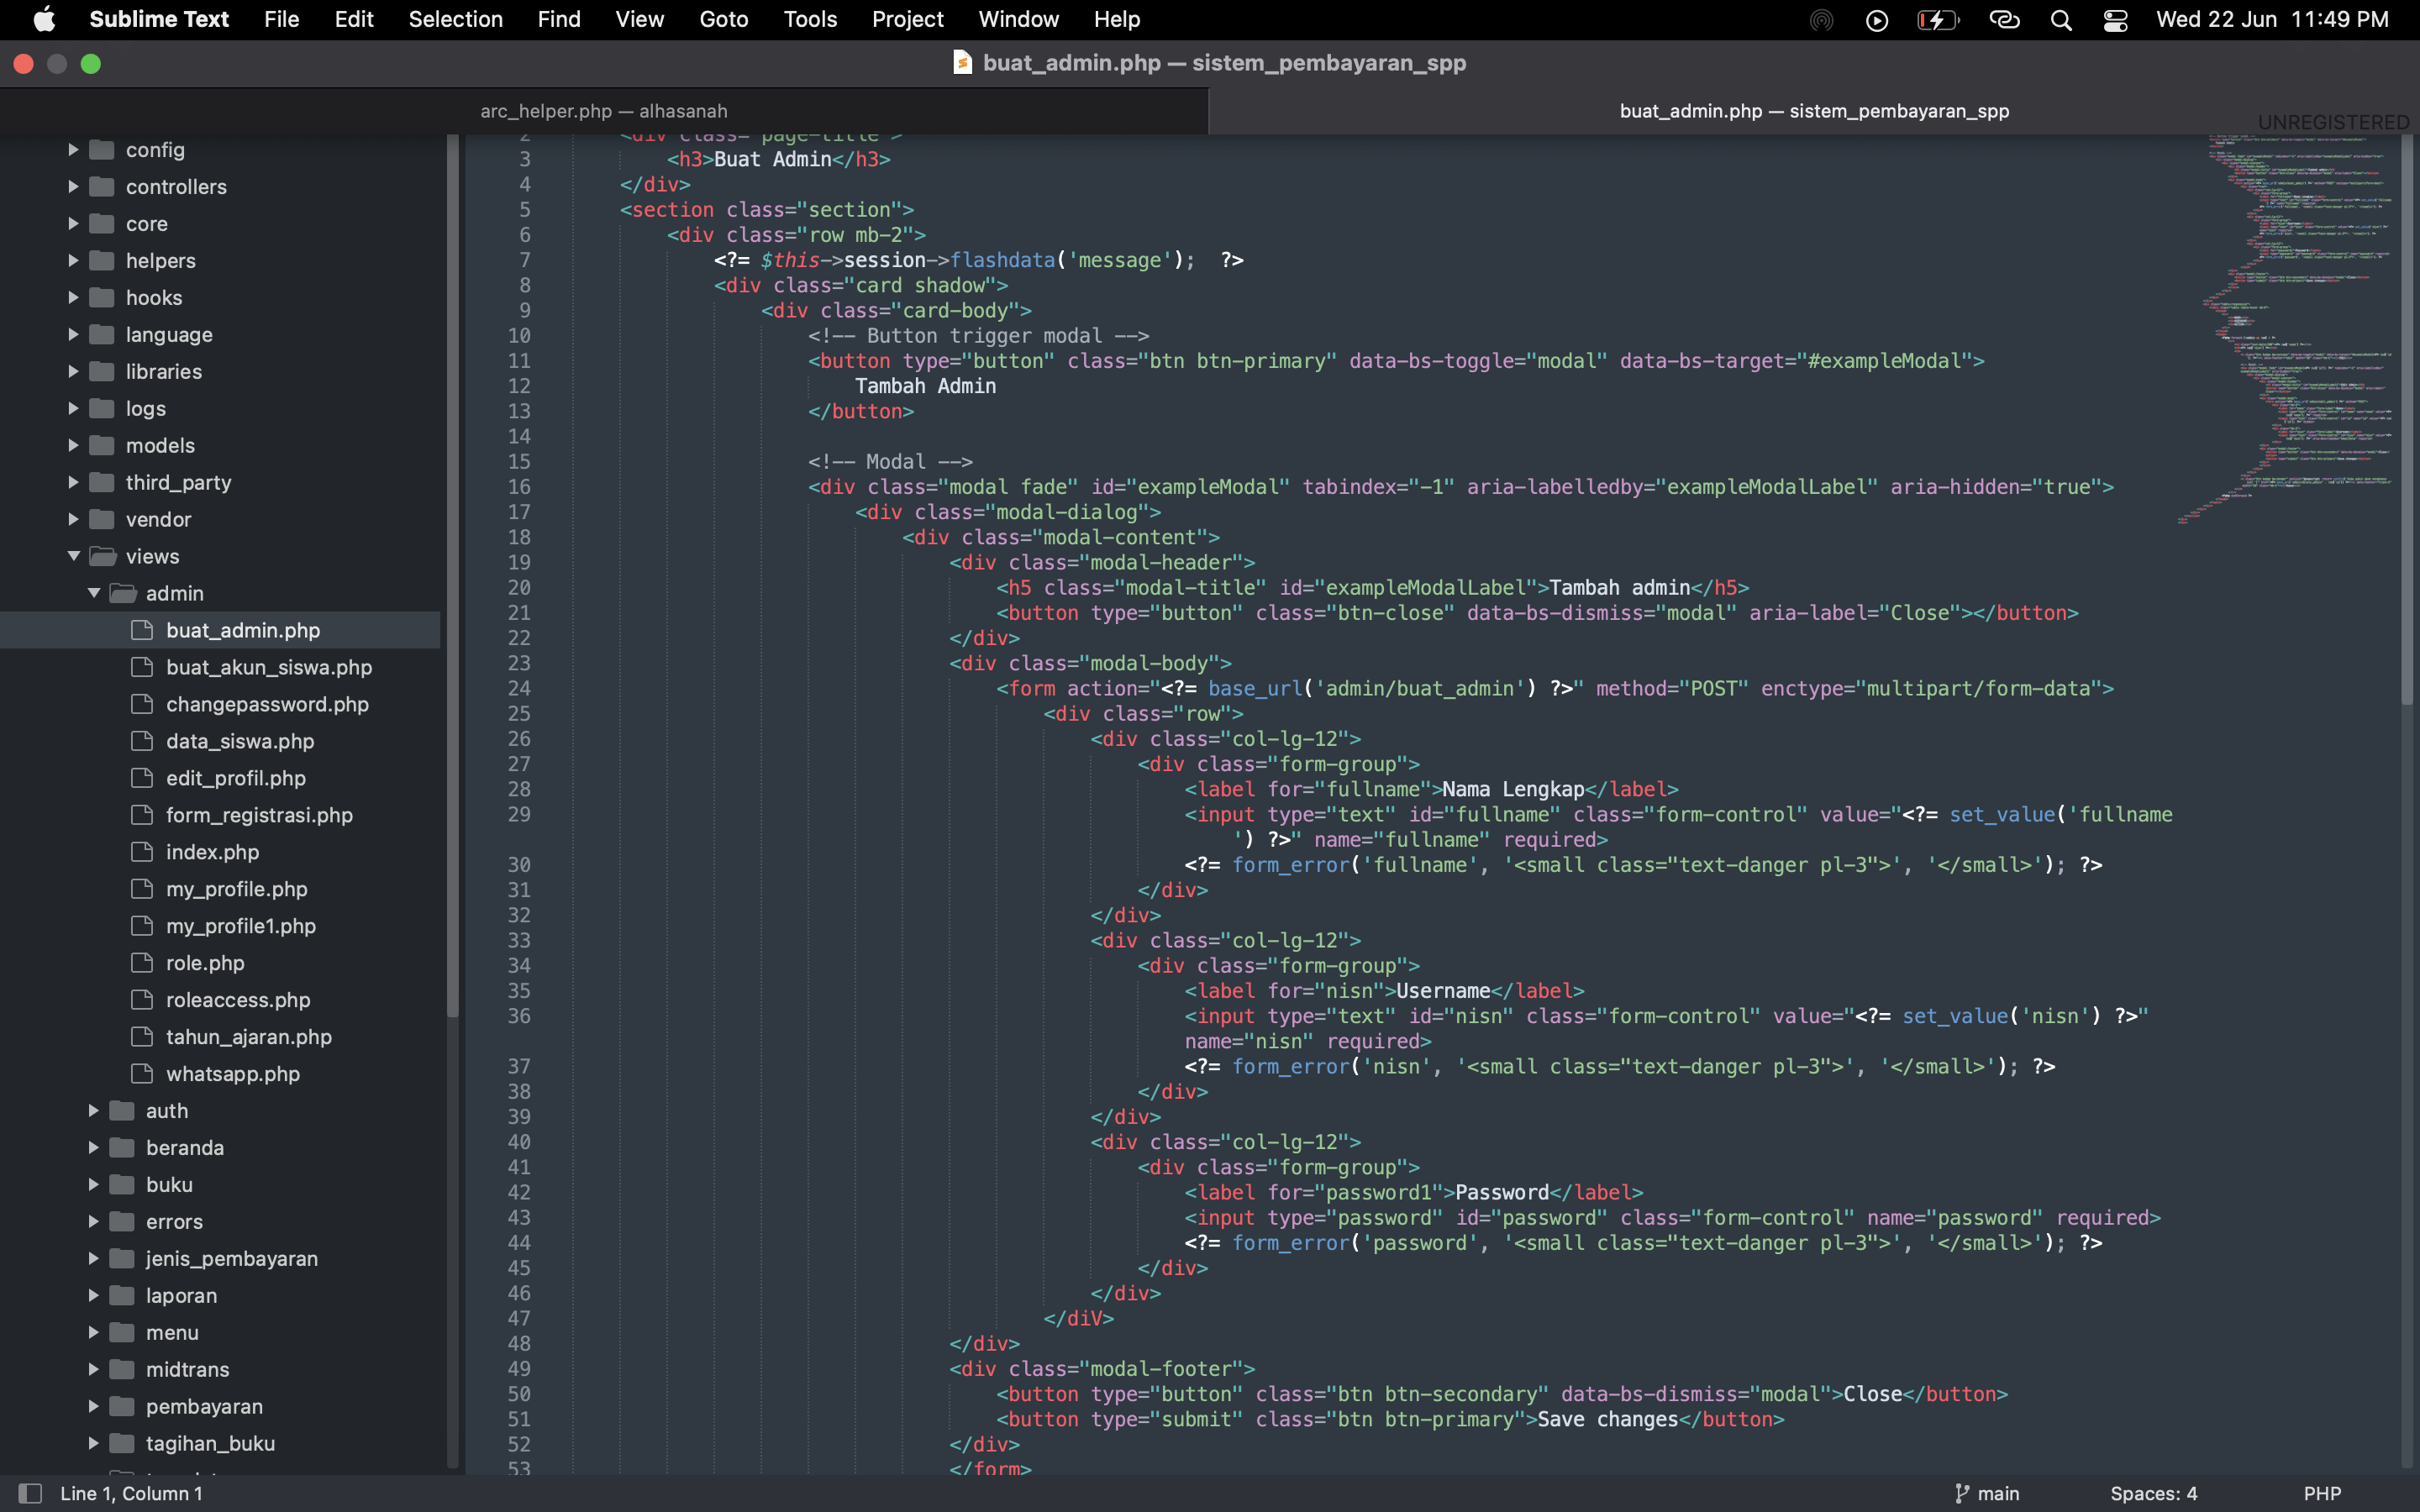 Sublime Text File Edit Selection Find View Goto Tools Project Window Help Wed 22 Jun 11:49 PM
buat_admin.php — sistem_pembayaran_spp
arc_helper.php — alhasanah
buat_admin.php — sistem_pembayaran_spp
UNREGISTERED
config
controllers
core
helpers
hooks
language
libraries
logs
models
third_party
vendor
views
admin
buat_admin.php
buat_akun_siswa.php
changepassword.php
data_siswa.php
edit_profil.php
form_registrasi.php
index.php
my_profile.php
my_profile1.php
role.php
roleaccess.php
tahun_ajaran.php
whatsapp.php
auth
beranda
buku
errors
jenis_pembayaran
laporan
menu
midtrans
pembayaran
tagihan_buku
2 <div class="page-title">
3 <h3>Buat Admin</h3>
4 </div>
5 <section class="section">
6 <div class="row mb-2">
7 <?= $this->session->flashdata('message');  ?>
8 <div class="card shadow">
9 <div class="card-body">
10 <!-- Button trigger modal -->
11 <button type="button" class="btn btn-primary" data-bs-toggle="modal" data-bs-target="#exampleModal">
12 Tambah Admin
13 </button>
14
15 <!-- Modal -->
16 <div class="modal fade" id="exampleModal" tabindex="-1" aria-labelledby="exampleModalLabel" aria-hidden="true">
17 <div class="modal-dialog">
18 <div class="modal-content">
19 <div class="modal-header">
20 <h5 class="modal-title" id="exampleModalLabel">Tambah admin</h5>
21 <button type="button" class="btn-close" data-bs-dismiss="modal" aria-label="Close"></button>
22 </div>
23 <div class="modal-body">
24 <form action="<?= base_url('admin/buat_admin') ?>" method="POST" enctype="multipart/form-data">
25 <div class="row">
26 <div class="col-lg-12">
27 <div class="form-group">
28 <label for="fullname">Nama Lengkap</label>
29 <input type="text" id="fullname" class="form-control" value="<?= set_value('fullname
') ?>" name="fullname" required>
30 <?= form_error('fullname', '<small class="text-danger pl-3">', '</small>'); ?>
31 </div>
32 </div>
33 <div class="col-lg-12">
34 <div class="form-group">
35 <label for="nisn">Username</label>
36 <input type="text" id="nisn" class="form-control" value="<?= set_value('nisn') ?>"
name="nisn" required>
37 <?= form_error('nisn', '<small class="text-danger pl-3">', '</small>'); ?>
38 </div>
39 </div>
40 <div class="col-lg-12">
41 <div class="form-group">
42 <label for="password1">Password</label>
43 <input type="password" id="password" class="form-control" name="password" required>
44 <?= form_error('password', '<small class="text-danger pl-3">', '</small>'); ?>
45 </div>
46 </div>
47 </diV>
48 </div>
49 <div class="modal-footer">
50 <button type="button" class="btn btn-secondary" data-bs-dismiss="modal">Close</button>
51 <button type="submit" class="btn btn-primary">Save changes</button>
52 </div>
53 </form>
Line 1, Column 1 main Spaces: 4 PHP